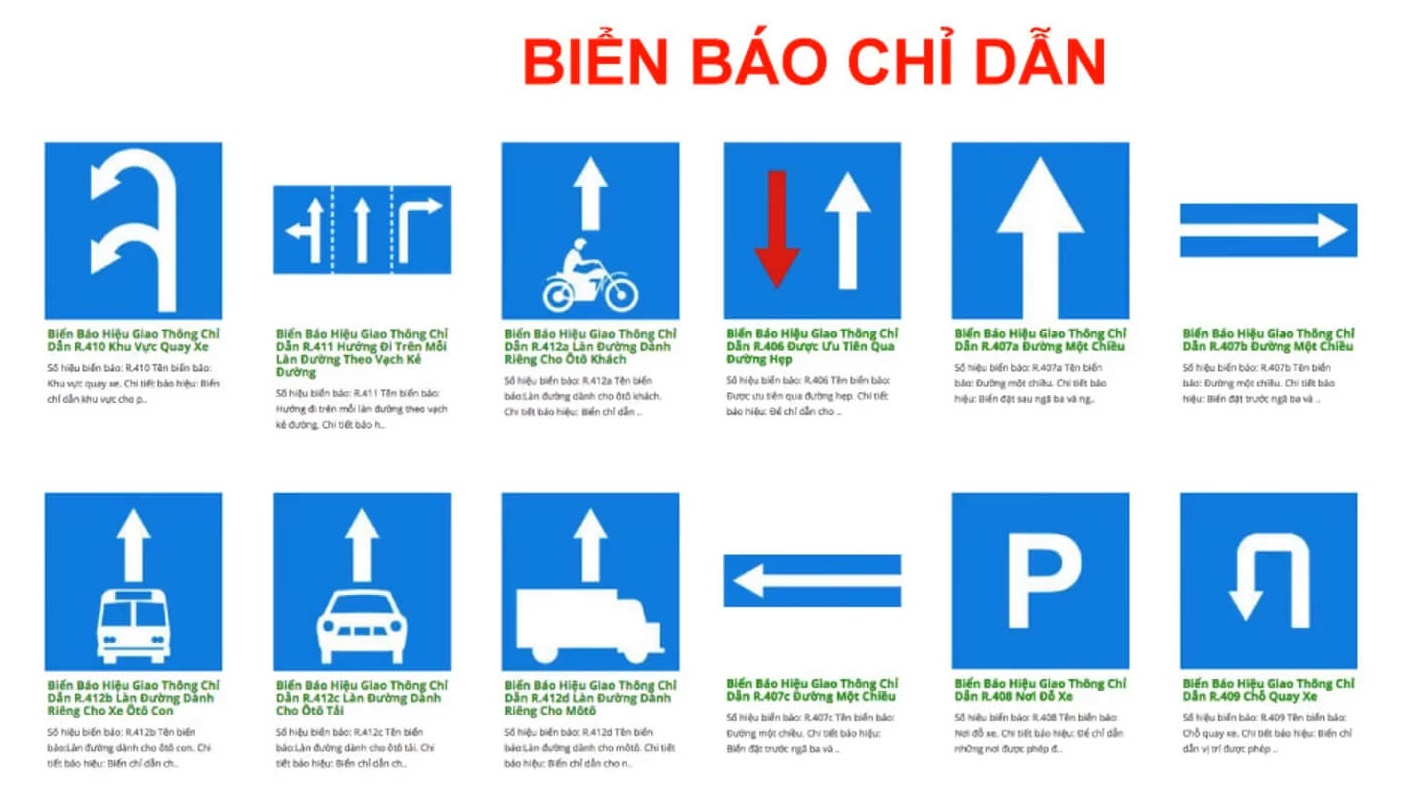 BIỂN BÁO CHỈ DẪN
Biển Báo Hiệu Giao Thông Chỉ
Dẫn R.410 Khu Vực Quay Xe
Số hiệu biển báo: R.410 Tên biển báo:
Khu vực quay xe. Chi tiết báo hiệu: Biển
chỉ dẫn khu vực cho p..
Biển Báo Hiệu Giao Thông Chỉ
Dẫn R.411 Hướng Đi Trên Mỗi
Làn Đường Theo Vạch Kẻ
Đường
Số hiệu biển báo: R.411 Tên biển báo:
Hướng đi trên mỗi làn đường theo vạch
kẻ đường. Chi tiết báo h..
Biển Báo Hiệu Giao Thông Chỉ
Dẫn R.412a Làn Đường Dành
Riêng Cho Ôtô Khách
Số hiệu biển báo: R.412a Tên biển
báo:Làn đường dành cho ôtô khách.
Chi tiết báo hiệu: Biển chỉ dẫn ..
Biển Báo Hiệu Giao Thông Chỉ
Dẫn R.406 Được Ưu Tiên Qua
Đường Hẹp
Số hiệu biển báo: R.406 Tên biển báo:
Được ưu tiên qua đường hẹp. Chi tiết
báo hiệu: Để chỉ dẫn cho ..
Biển Báo Hiệu Giao Thông Chỉ
Dẫn R.407a Đường Một Chiều
Số hiệu biển báo: R.407a Tên biển
báo: Đường một chiều. Chi tiết báo
hiệu: Biển đặt sau ngã ba và ng..
Biển Báo Hiệu Giao Thông Chỉ
Dẫn R.407b Đường Một Chiều
Số hiệu biển báo: R.407b Tên biển
báo: Đường một chiều. Chi tiết báo
hiệu: Biển đặt trước ngã ba và ..
Biển Báo Hiệu Giao Thông Chỉ
Dẫn R.412b Làn Đường Dành
Riêng Cho Xe Ôtô Con
Số hiệu biển báo: R.412b Tên biển
báo:Làn đường dành cho ôtô con. Chi
tiết báo hiệu: Biển chỉ dẫn ch..
Biển Báo Hiệu Giao Thông Chỉ
Dẫn R.412c Làn Đường Dành
Cho Ôtô Tải
Số hiệu biển báo: R.412c Tên biển
báo:Làn đường dành cho ôtô tải. Chi
tiết báo hiệu: Biển chỉ dẫn ch..
Biển Báo Hiệu Giao Thông Chỉ
Dẫn R.412d Làn Đường Dành
Riêng Cho Môtô
Số hiệu biển báo: R.412d Tên biển
báo:Làn đường dành cho môtô. Chi tiết
báo hiệu: Biển chỉ dẫn cho n..
Biển Báo Hiệu Giao Thông Chỉ
Dẫn R.407c Đường Một Chiều
Số hiệu biển báo: R.407c Tên biển báo:
Đường một chiều. Chi tiết báo hiệu:
Biển đặt trước ngã ba và ..
P
Biển Báo Hiệu Giao Thông Chỉ
Dẫn R.408 Nơi Đỗ Xe
Số hiệu biển báo: R.408 Tên biển báo:
Nơi đỗ xe. Chi tiết báo hiệu: Để chỉ dẫn
những nơi được phép đ..
Biển Báo Hiệu Giao Thông Chỉ
Dẫn R.409 Chỗ Quay Xe
Số hiệu biển báo: R.409 Tên biển báo:
Chỗ quay xe. Chi tiết báo hiệu: Biển chỉ
dẫn vị trí được phép ..